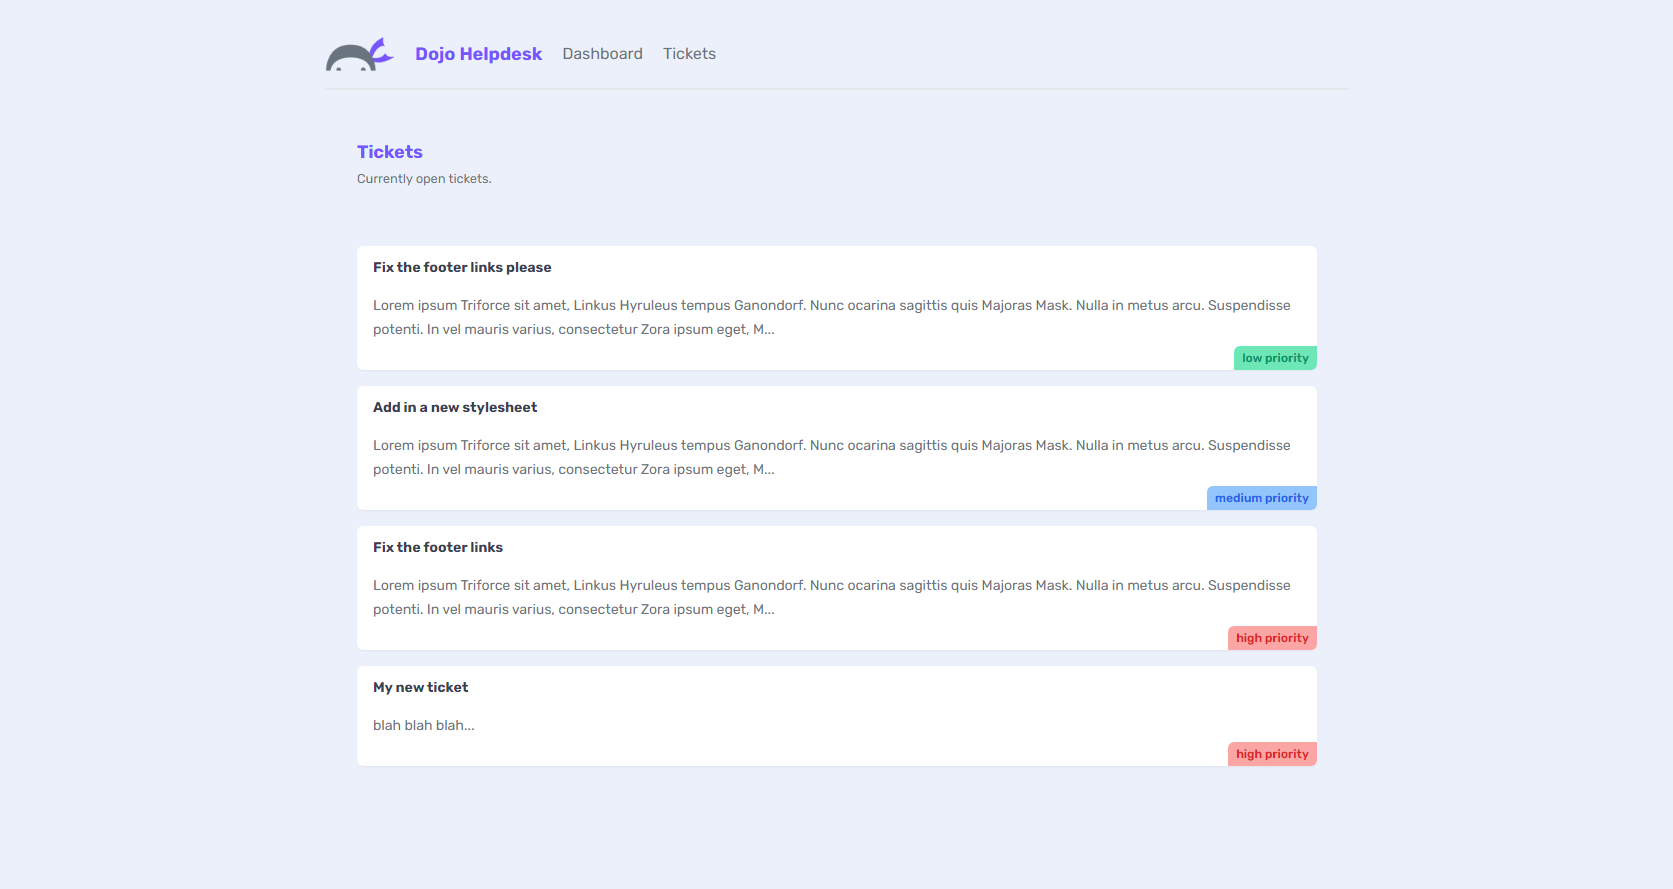 Dojo Helpdesk Dashboard Tickets
Tickets
Currently open tickets.
Fix the footer links please
Lorem ipsum Triforce sit amet, Linkus Hyruleus tempus Ganondorf. Nunc ocarina sagittis quis Majoras Mask. Nulla in metus arcu. Suspendisse
potenti. In vel mauris varius, consectetur Zora ipsum eget, M...
low priority
Add in a new stylesheet
Lorem ipsum Triforce sit amet, Linkus Hyruleus tempus Ganondorf. Nunc ocarina sagittis quis Majoras Mask. Nulla in metus arcu. Suspendisse
potenti. In vel mauris varius, consectetur Zora ipsum eget, M...
medium priority
Fix the footer links
Lorem ipsum Triforce sit amet, Linkus Hyruleus tempus Ganondorf. Nunc ocarina sagittis quis Majoras Mask. Nulla in metus arcu. Suspendisse
potenti. In vel mauris varius, consectetur Zora ipsum eget, M...
high priority
My new ticket
blah blah blah...
high priority